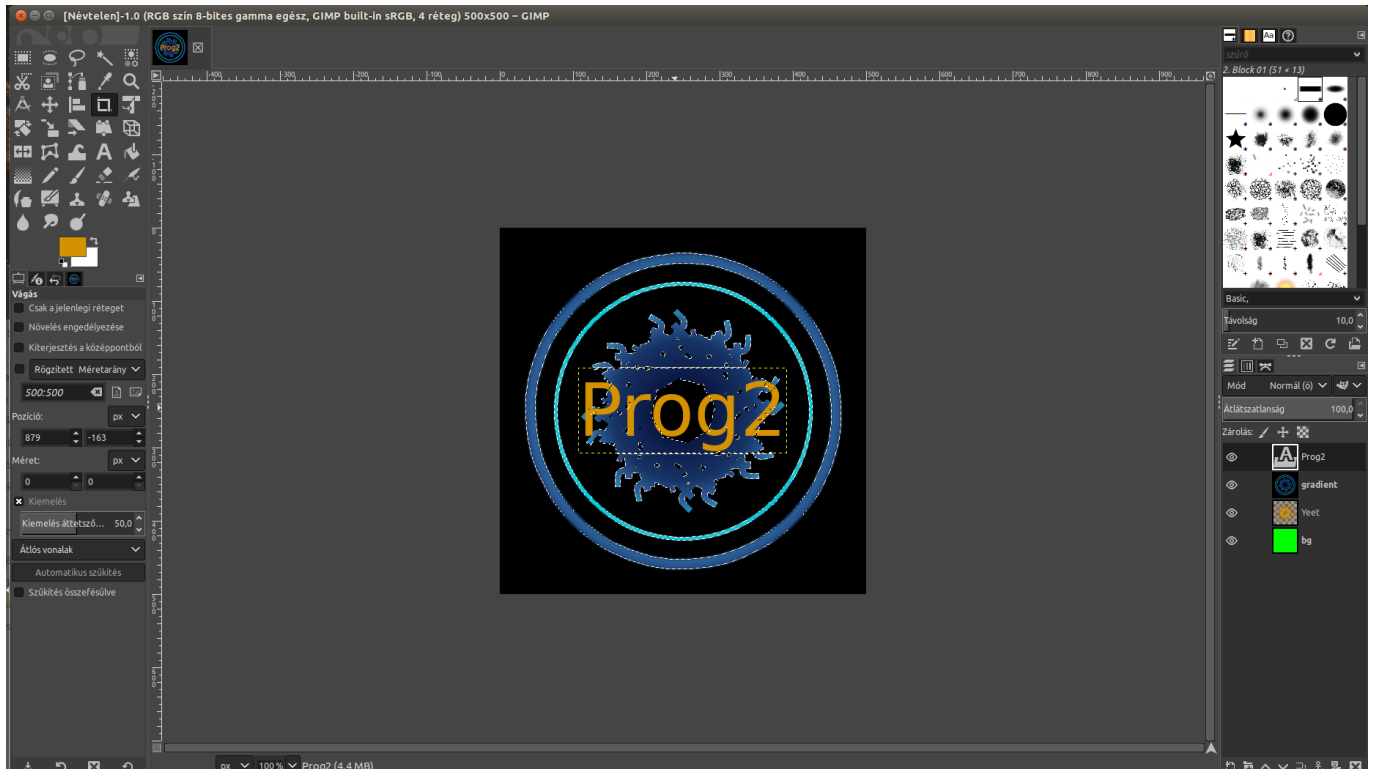 [Névtelen]-1.0 (RGB szín 8-bites gamma egész, GIMP built-in sRGB, 4 réteg) 500x500 – GIMP
Prog2
Vágás
Csak a jelenlegi réteget
Növelés engedélyezése
Kiterjesztés a középpontból
Rögzített Méretarány
500:500
Pozíció:
px
879
-163
Méret:
px
0
0
Kiemelés
Kiemelés áttetsző… 50,0
Átlós vonalak
Automatikus szűkítés
Szűkítés összefésülve
Prog2
px
100 %
Prog2 (4,4 MB)
szűrő
2. Block 01 (51 × 13)
Basic,
Távolság 10,0
Mód Normál (ö)
Átlátszatlanság 100,0
Zárolás:
Prog2
gradient
Yeet
bg